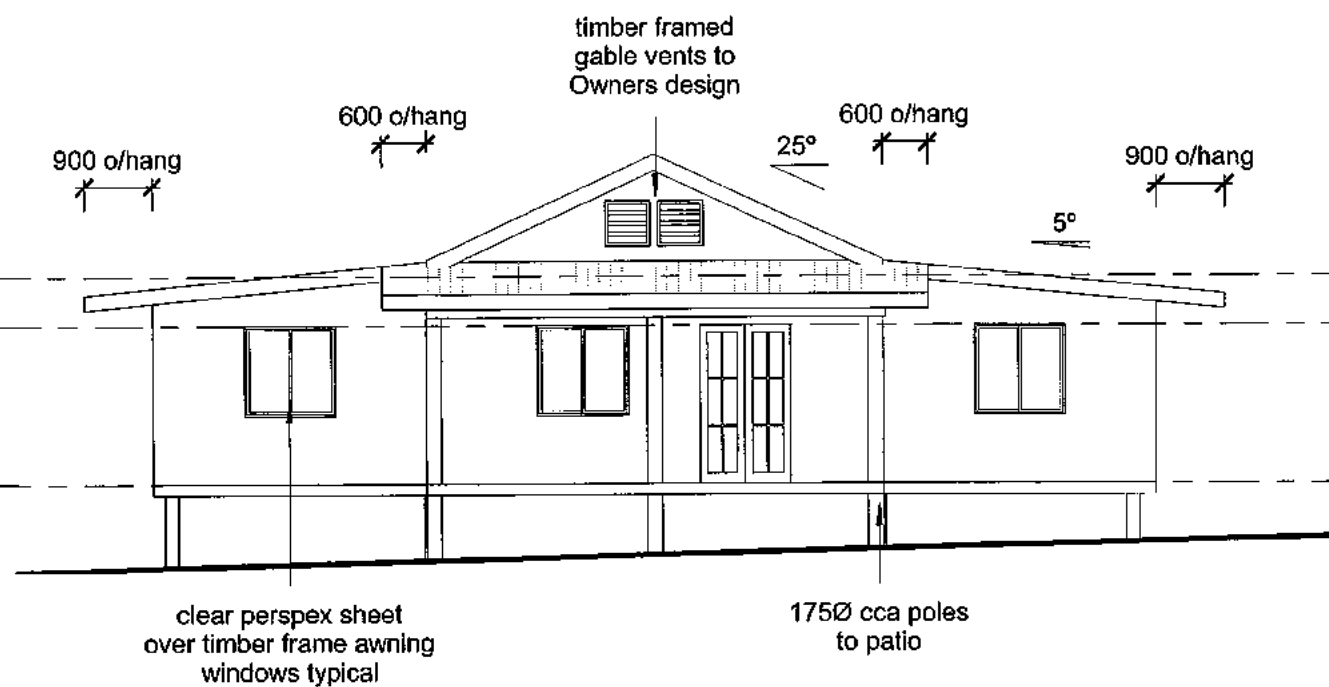 timber framed
gable vents to
Owners design
600 o/hang
600 o/hang
900 o/hang
25°
900 o/hang
5°
clear perspex sheet
over timber frame awning
windows typical
175Ø cca poles
to patio